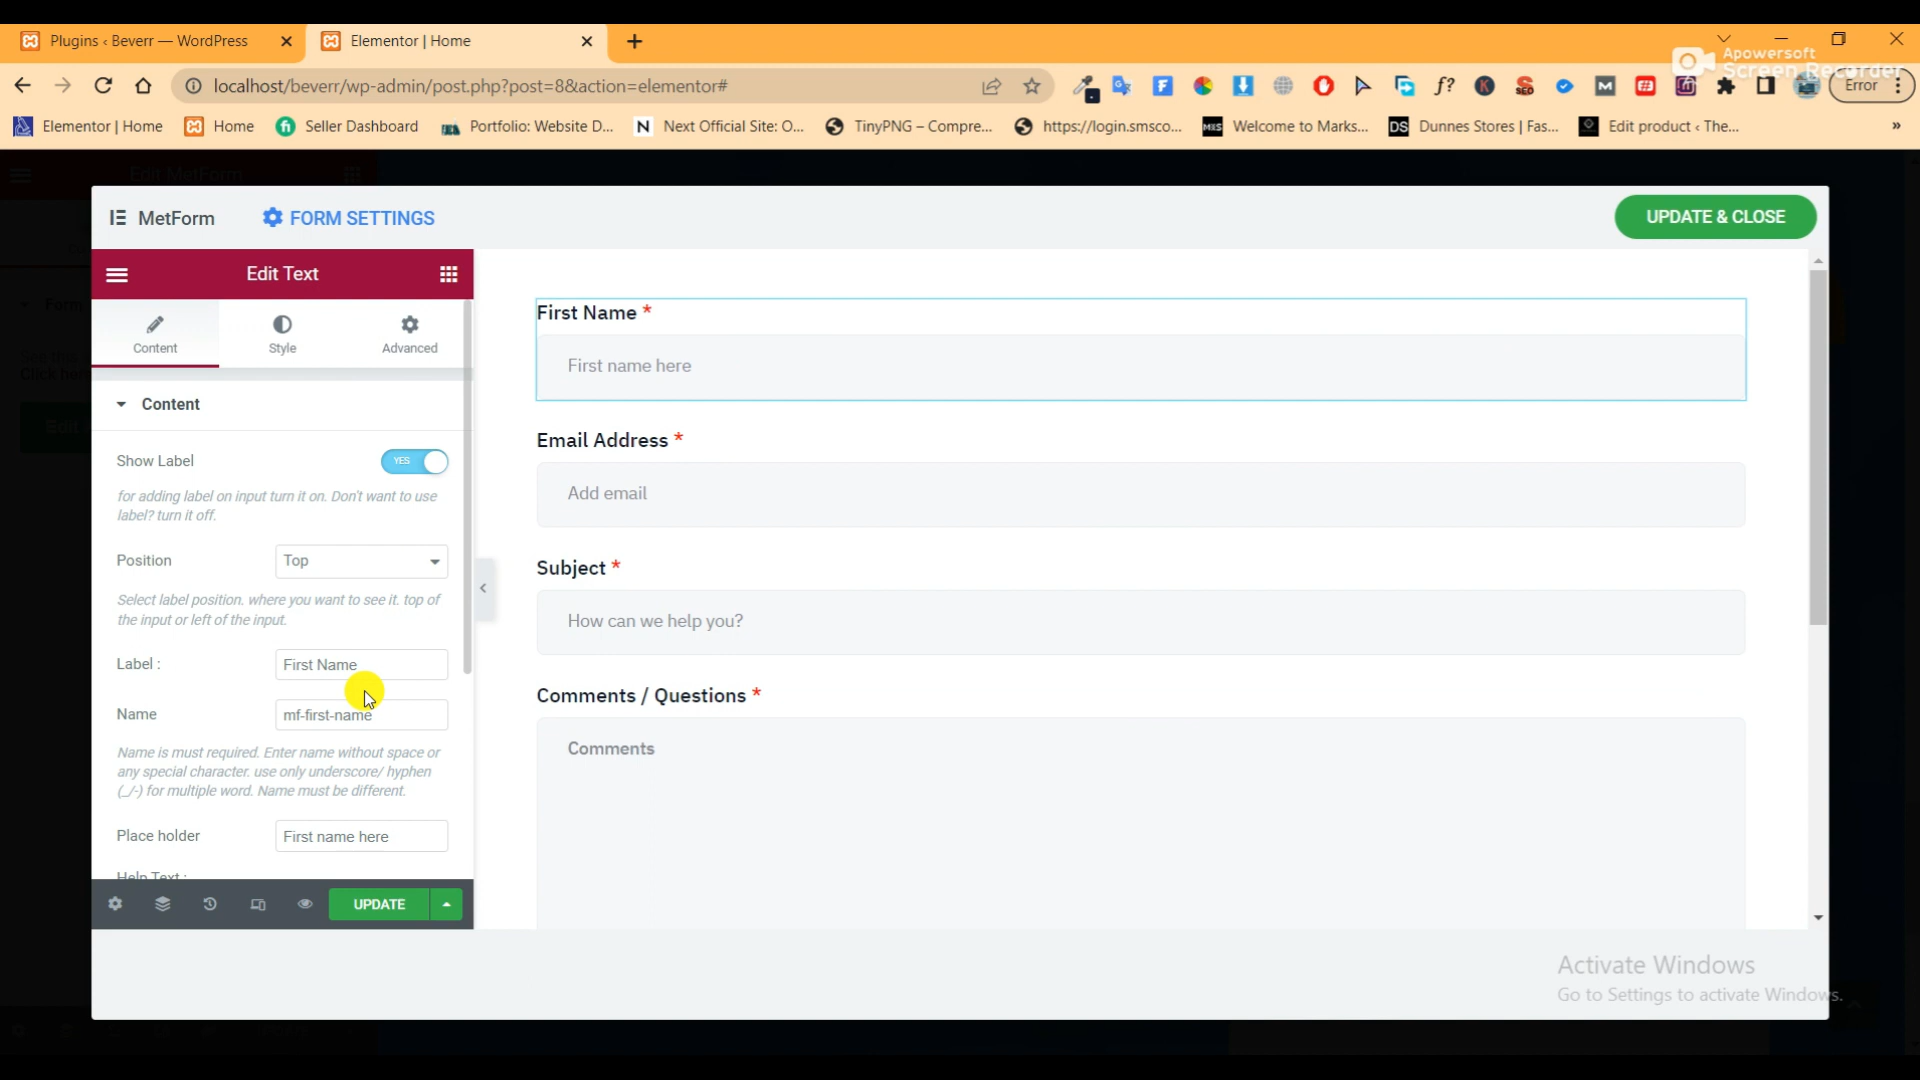 Plugins ‹ Beverr — WordPress
Elementor | Home
Apowersoft
Screen Recorder
localhost/beverr/wp-admin/post.php?post=8&action=elementor#
Error
Elementor | Home
Home
Seller Dashboard
Portfolio: Website D...
Next Official Site: O...
TinyPNG – Compre...
https://login.smsco...
Welcome to Marks...
Dunnes Stores | Fas...
Edit product ‹ The...
Edit MetForm
MetForm
FORM SETTINGS
UPDATE & CLOSE
Edit Text
Content
Style
Advanced
Content
Show Label
YES
for adding label on input turn it on. Don't want to use
label? turn it off.
Position
Top
Select label position. where you want to see it. top of
the input or left of the input.
Label :
First Name
Name
mf-first-name
Name is must required. Enter name without space or
any special character. use only underscore/ hyphen
(_/-) for multiple word. Name must be different.
Place holder
First name here
Help Text :
UPDATE
First Name *
First name here
Email Address *
Add email
Subject *
How can we help you?
Comments / Questions *
Comments
Activate Windows
Go to Settings to activate Windows.